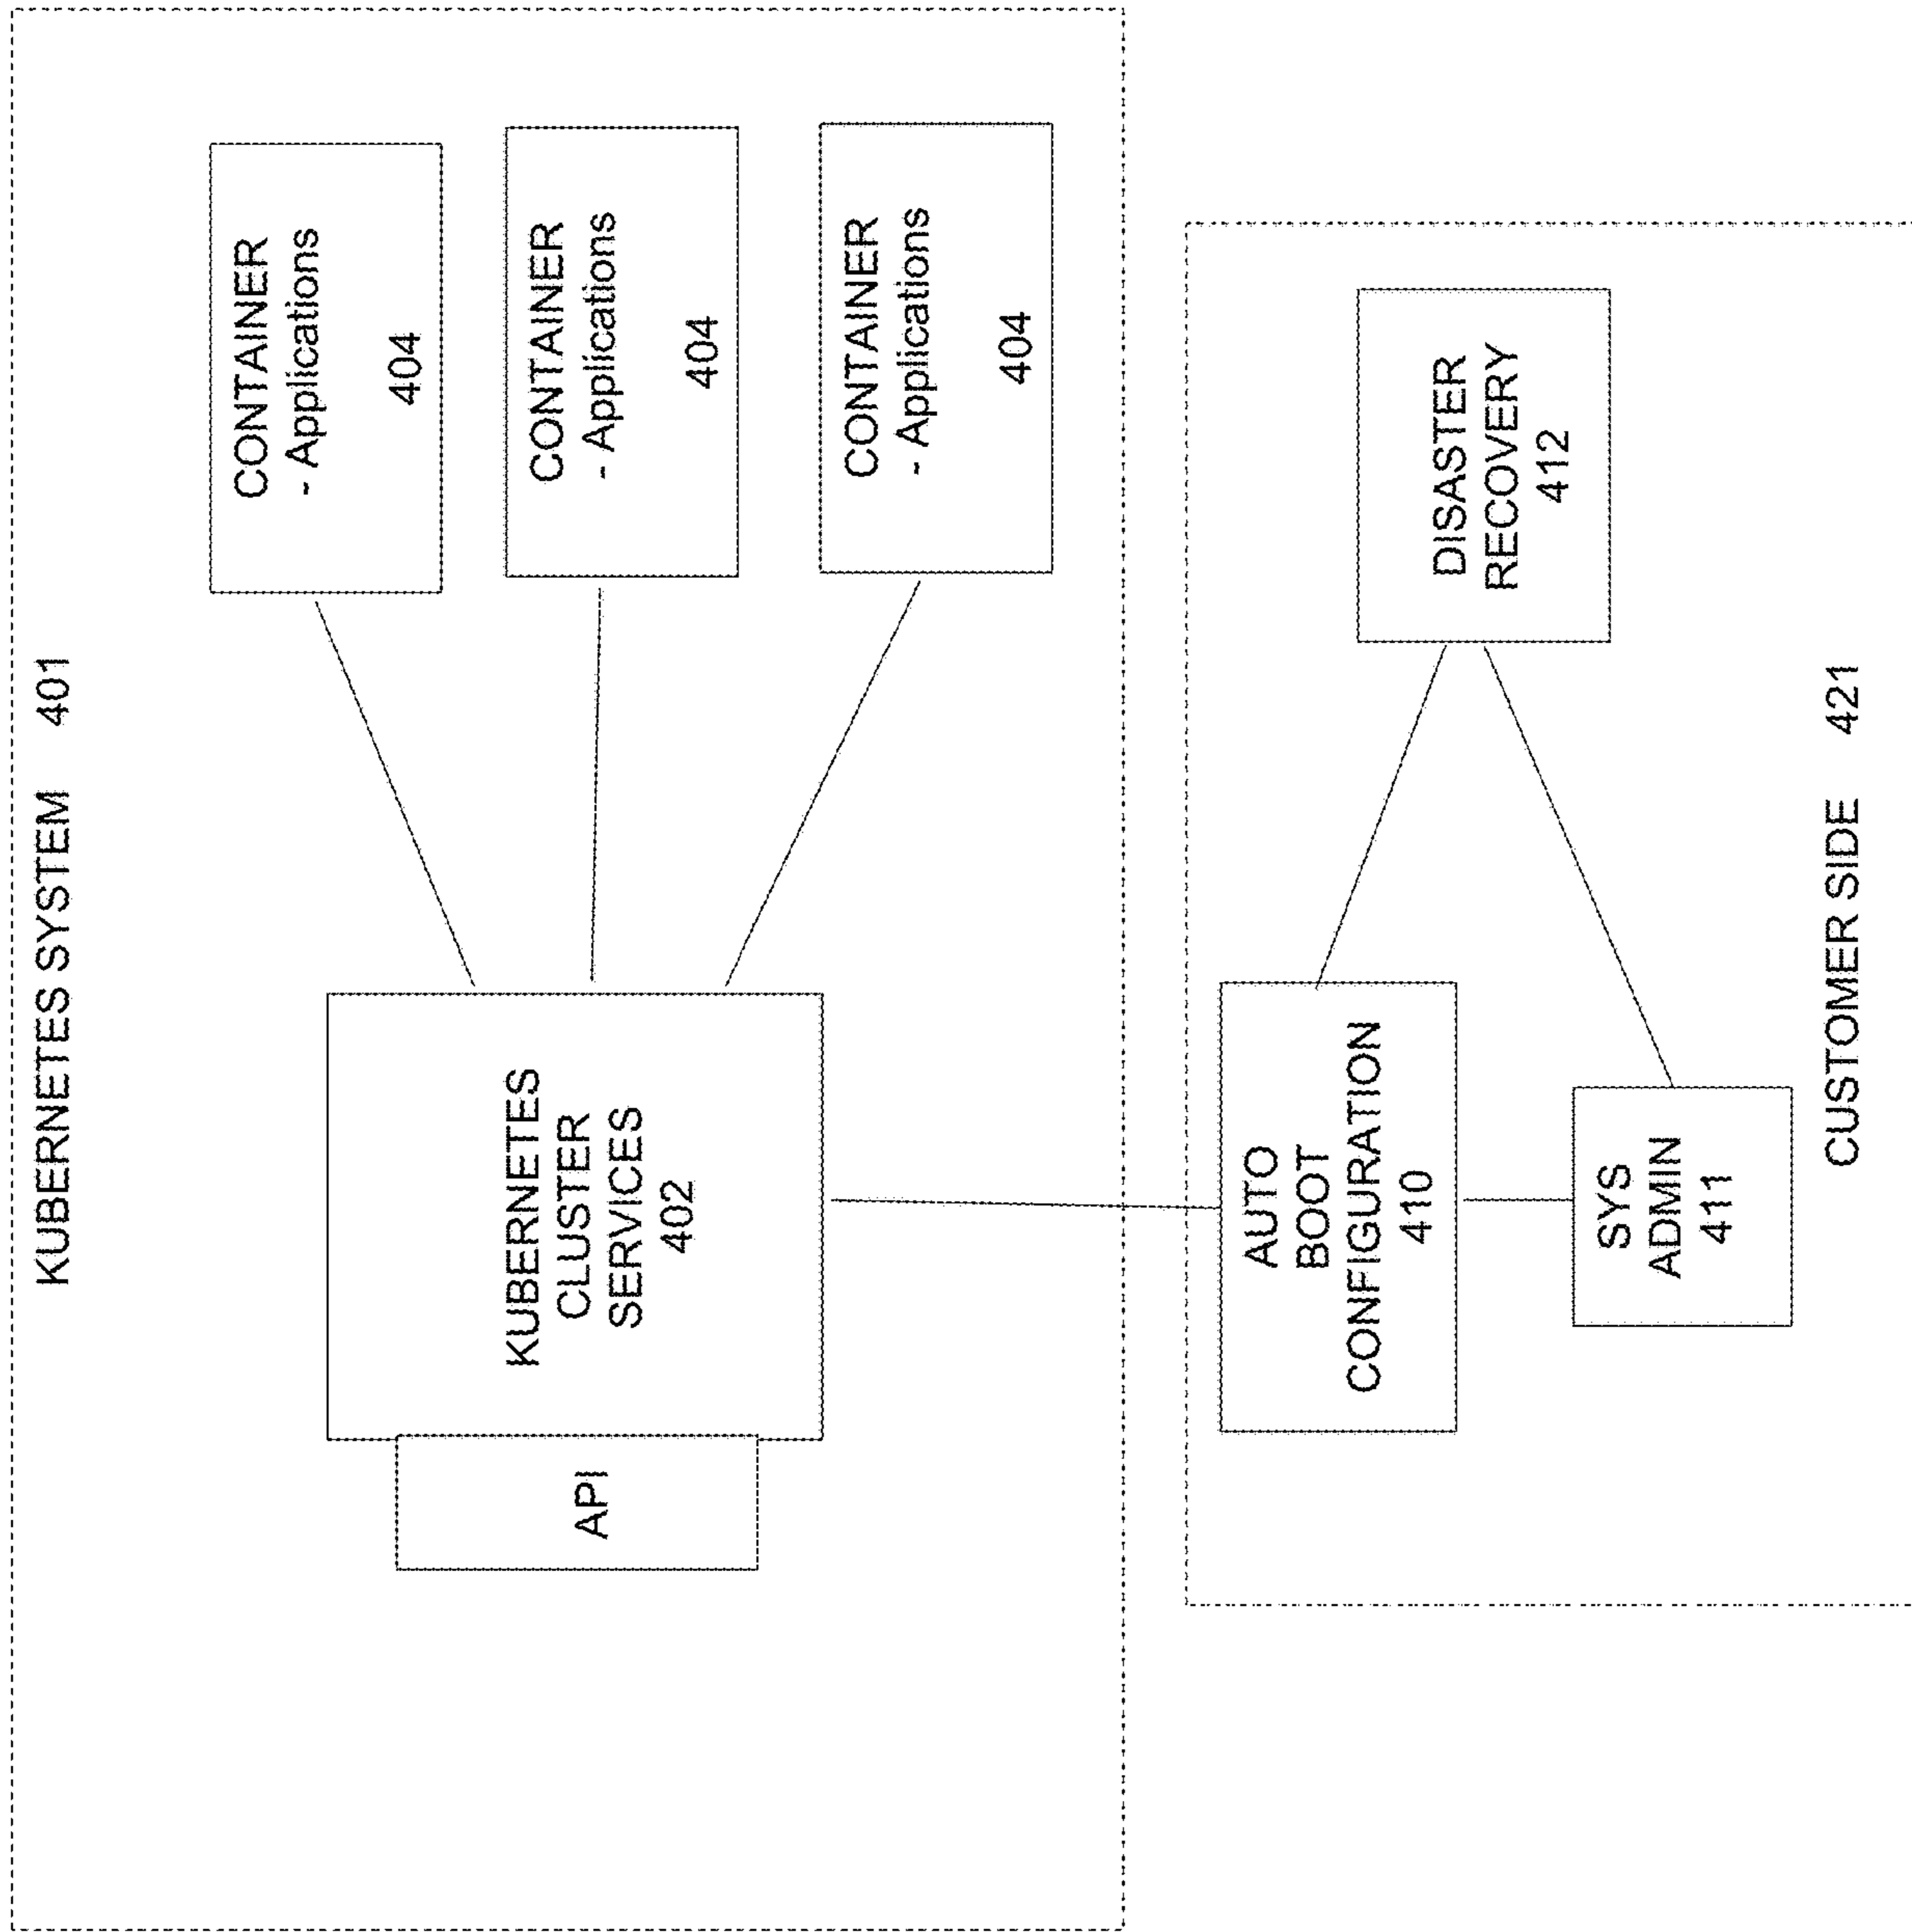 KUBERNETES SYSTEM 401
API
KUBERNETES
CLUSTER
SERVICES
402
CONTAINER
- Applications
404
CONTAINER
- Applications
404
CONTAINER
- Applications
404
AUTO
BOOT
CONFIGURATION
410
SYS
ADMIN
411
DISASTER
RECOVERY
412
CUSTOMER SIDE 421